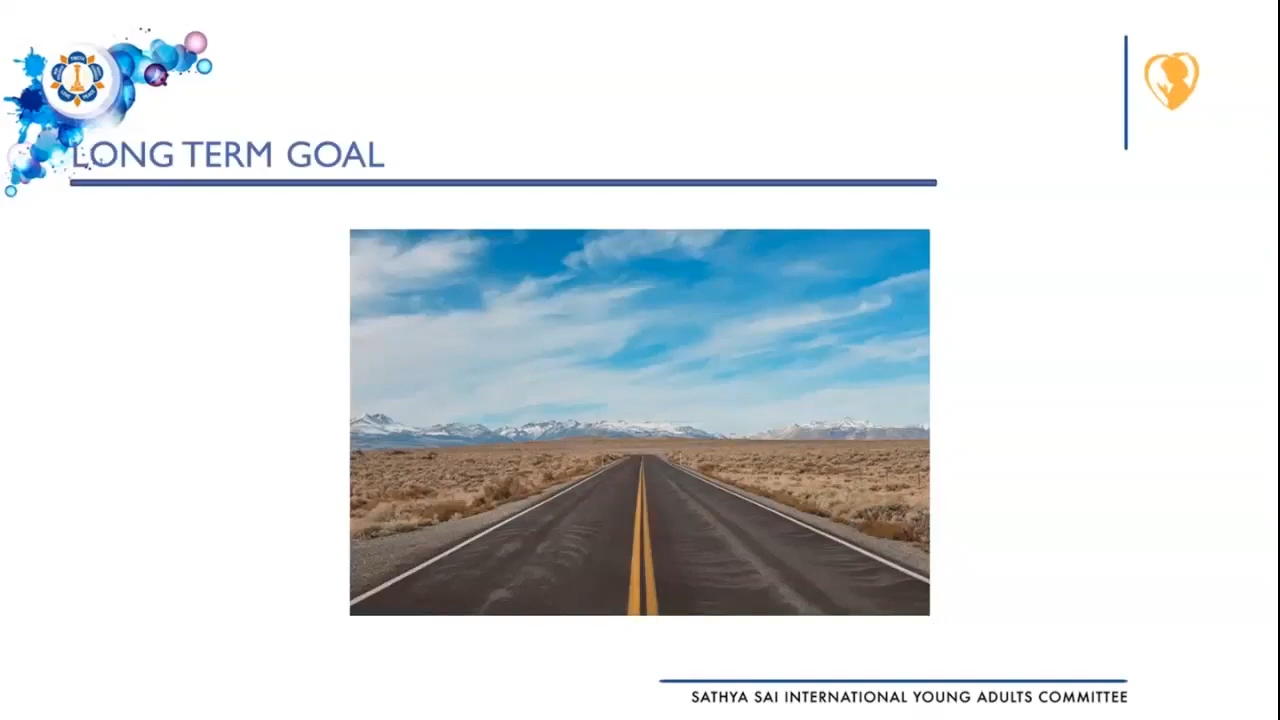 LONG TERM GOAL
SATHYA SAI INTERNATIONAL YOUNG ADULTS COMMITTEE